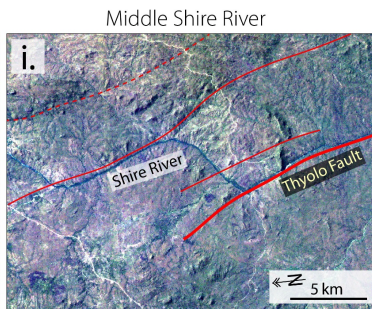 Middle Shire River
i.
Shire River
Thyolo Fault
N
5 km